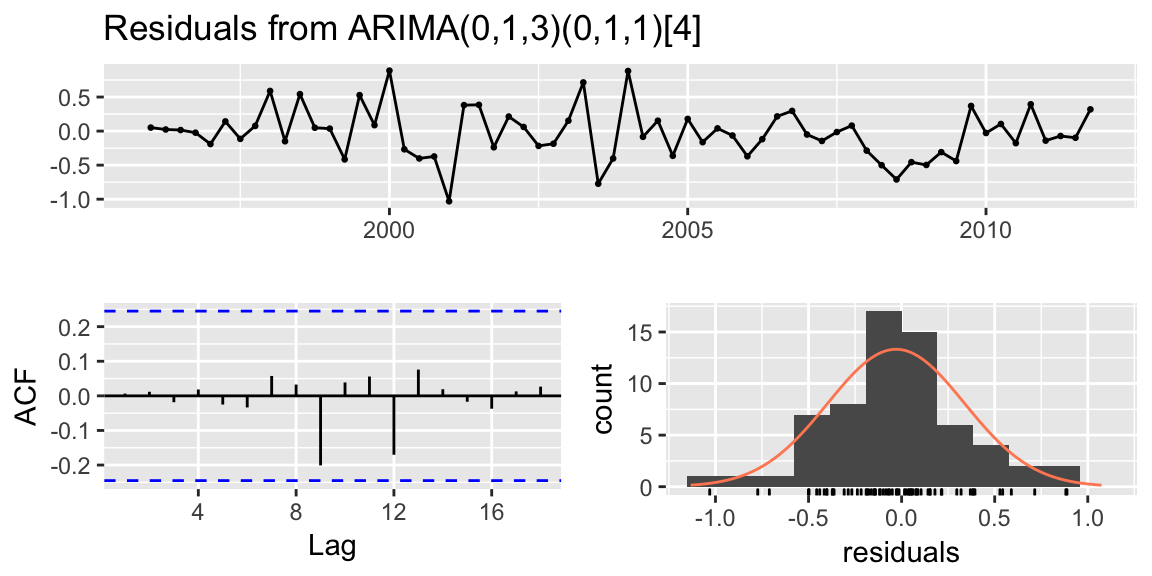 Residuals from ARIMA(0,1,3)(0,1,1)[4]
0.5
0.0
-0.5
-1.0
2000 2005 2010
ACF
0.2
0.1
0.0
-0.1
-0.2
4 8 12 16
Lag
count
15
10
5
0
-1.0 -0.5 0.0 0.5 1.0
residuals